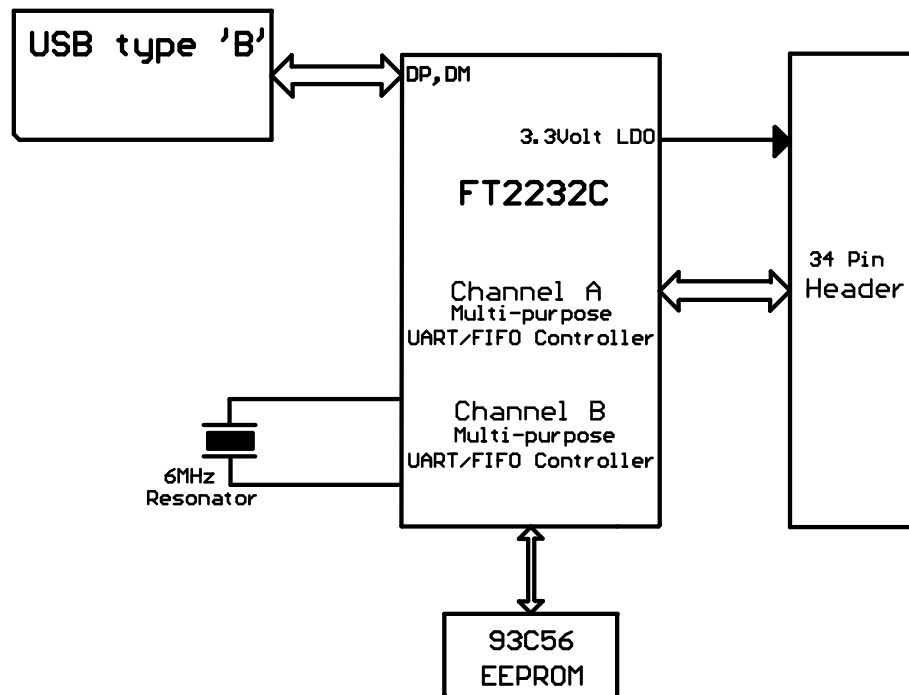 USB type 'B'
DP,DM
3.3Volt LDO
FT2232C
34 Pin
Header
Channel A
Multi-purpose
UART/FIFO Controller
Channel B
Multi-purpose
UART/FIFO Controller
6MHz
Resonator
93C56
EEPROM